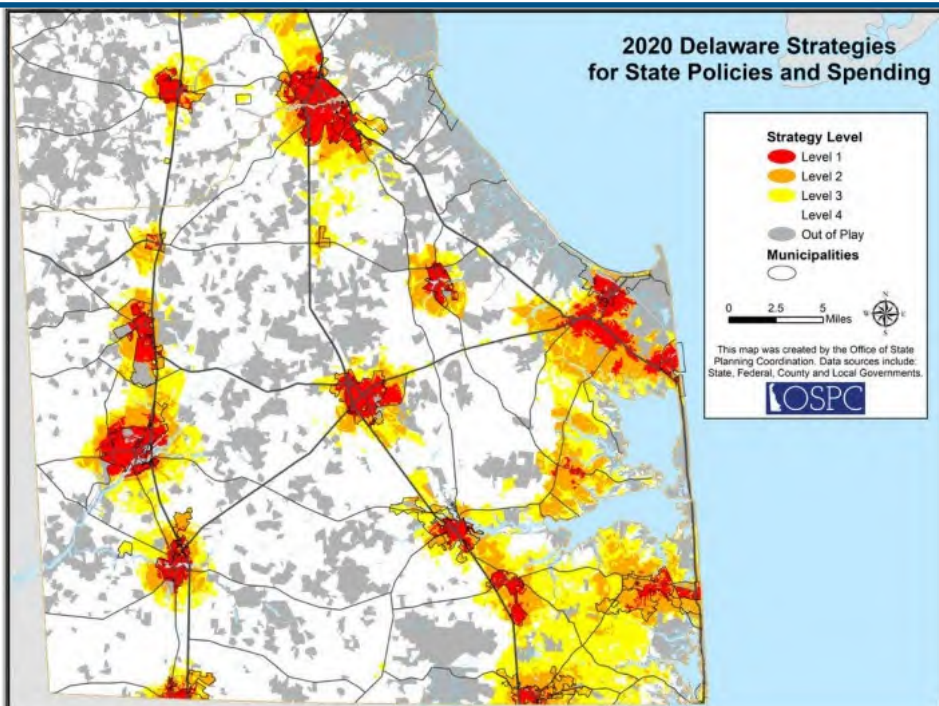 2020 Delaware Strategies
for State Policies and Spending
Strategy Level
Level 1
Level 2
Level 3
Level 4
Out of Play
Municipalities
0 2.5 5
Miles
N
W E
S
This map was created by the Office of State
Planning Coordination. Data sources include:
State, Federal, County and Local Governments.
OSPC